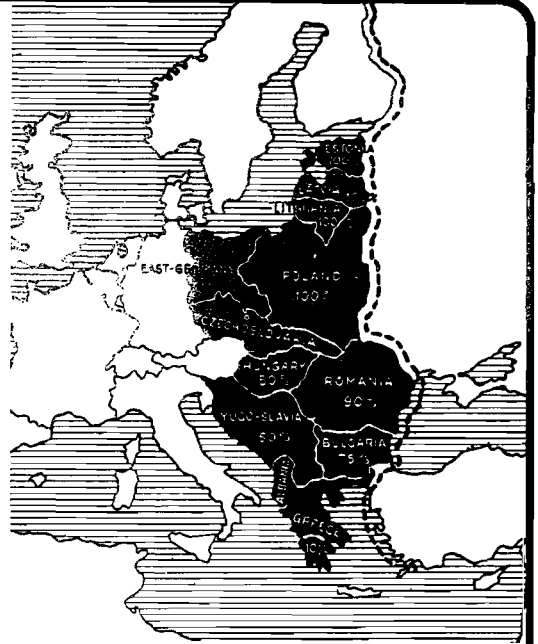 ESTONIA
LITHUANIA
100%
EAST-GERMANY
POLAND
100%
CZECHOSLOVAKIA
HUNGARY
50%
ROMANIA
90%
YUGO-SLAVIA
50%
BULGARIA
75%
ALBANIA
GREECE
10%